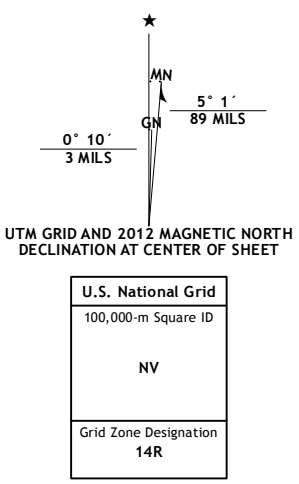 ★
MN
5° 1´
89 MILS
GN
0° 10´
3 MILS
UTM GRID AND 2012 MAGNETIC NORTH
DECLINATION AT CENTER OF SHEET
U.S. National Grid
100,000-m Square ID
NV
Grid Zone Designation
14R